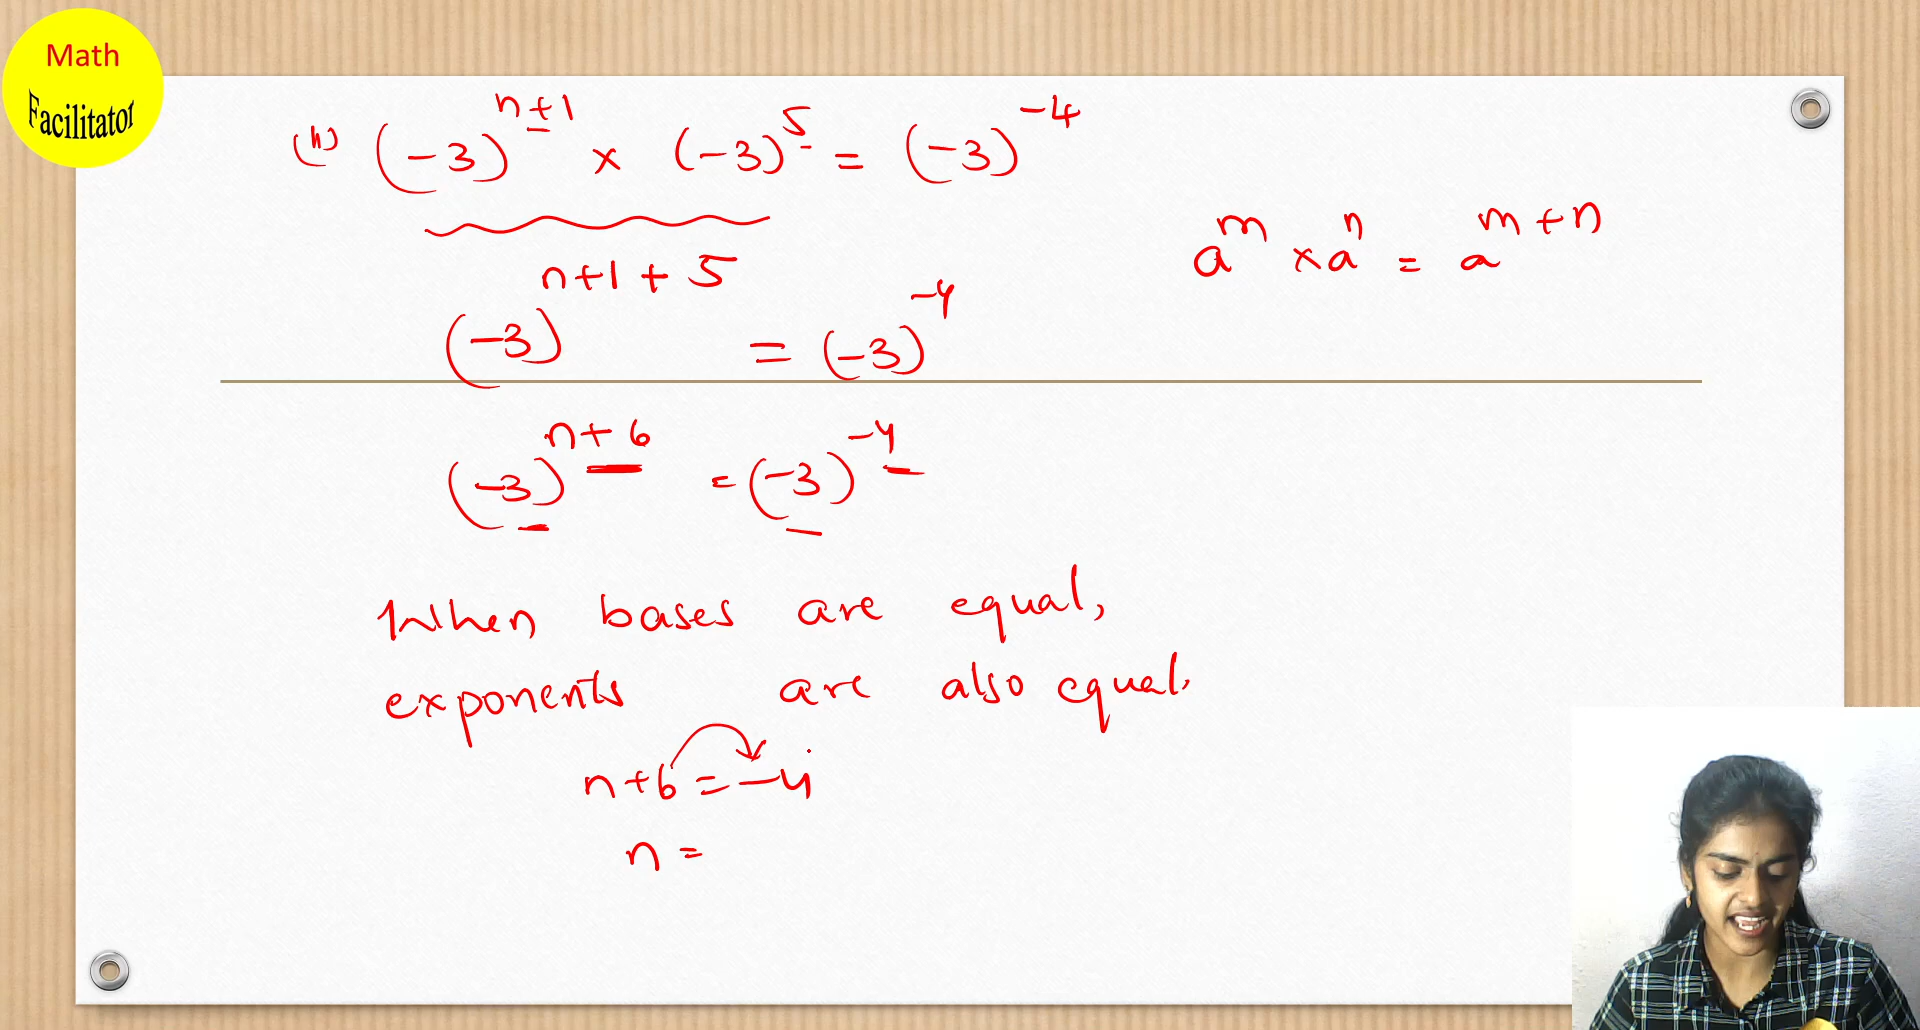 Math
Facilitator
(ii) (-3)^{n+1} × (-3)^5 = (-3)^{-4}
a^m × a^n = a^{m+n}
(-3)^{n+1+5} = (-3)^{-4}
(-3)^{n+6} = (-3)^{-4}
When bases are equal,
exponents are also equal.
n+6 = -4
n =